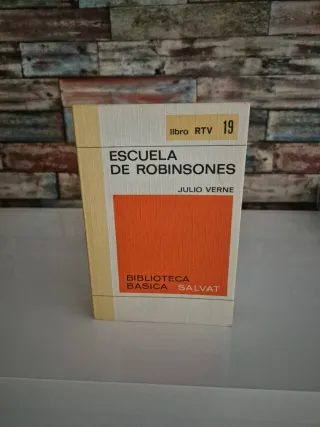 libro RTV 19
ESCUELA
DE ROBINSONES
JULIO VERNE
BIBLIOTECA
BASICA SALVAT